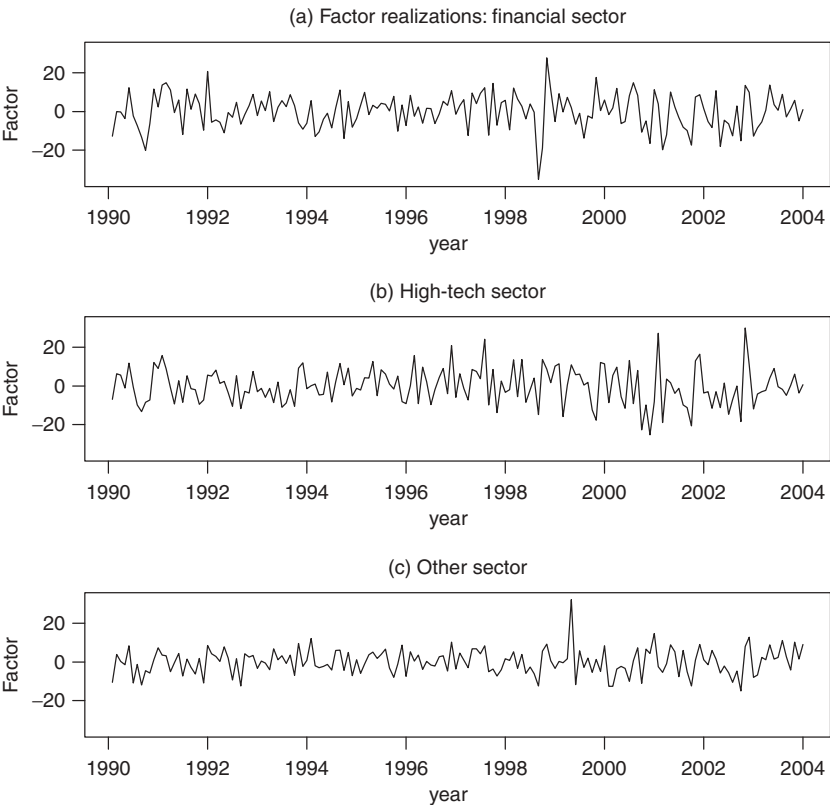 (a) Factor realizations: financial sector
Factor
20
0
−20
1990 1992 1994 1996 1998 2000 2002 2004
year
(b) High-tech sector
Factor
20
0
−20
1990 1992 1994 1996 1998 2000 2002 2004
year
(c) Other sector
Factor
20
0
−20
1990 1992 1994 1996 1998 2000 2002 2004
year